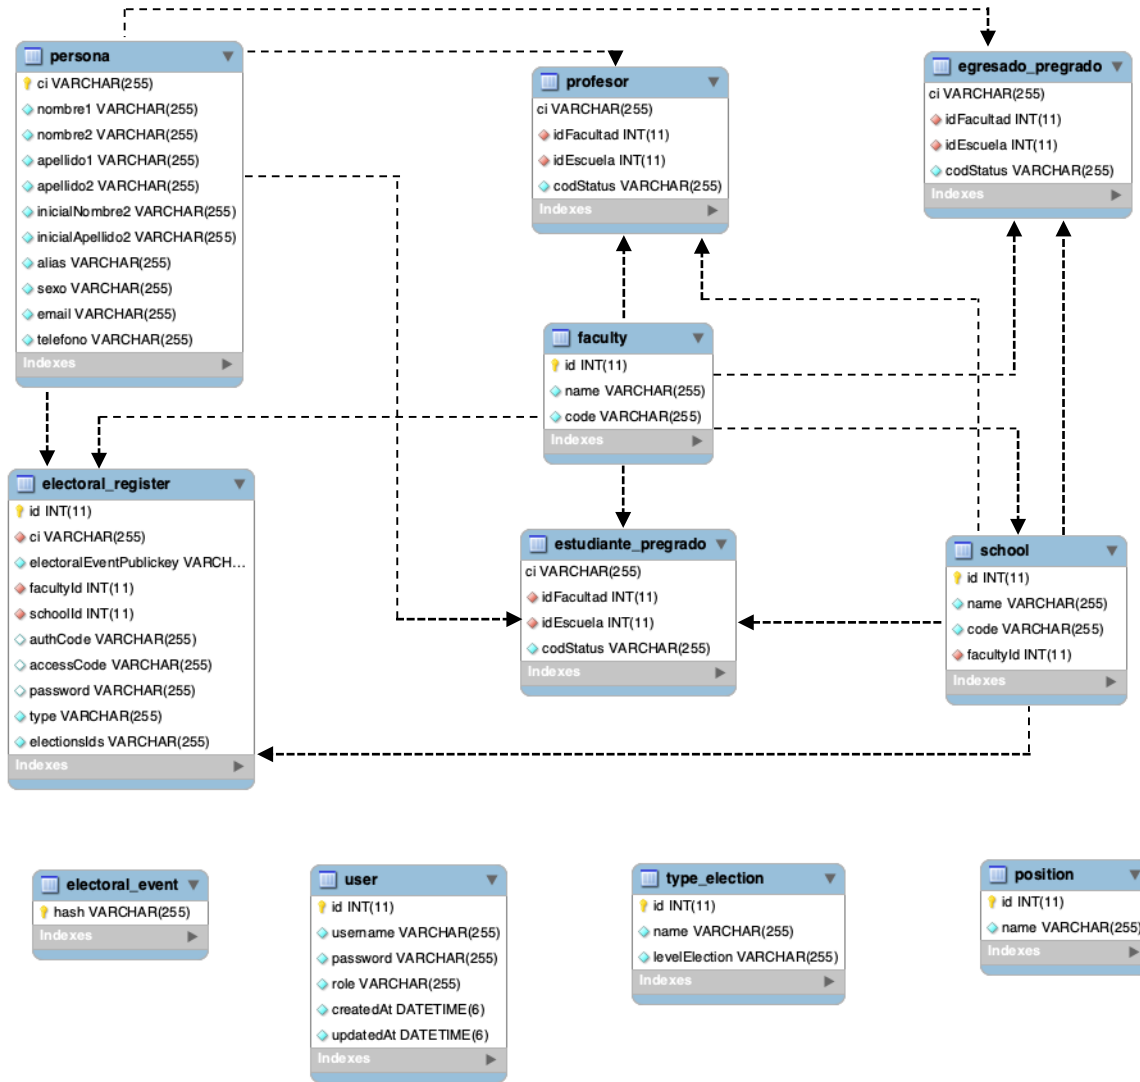 persona
ci VARCHAR(255)
nombre1 VARCHAR(255)
nombre2 VARCHAR(255)
apellido1 VARCHAR(255)
apellido2 VARCHAR(255)
inicialNombre2 VARCHAR(255)
inicialApellido2 VARCHAR(255)
alias VARCHAR(255)
sexo VARCHAR(255)
email VARCHAR(255)
telefono VARCHAR(255)
Indexes
profesor
ci VARCHAR(255)
idFacultad INT(11)
idEscuela INT(11)
codStatus VARCHAR(255)
Indexes
egresado_pregrado
ci VARCHAR(255)
idFacultad INT(11)
idEscuela INT(11)
codStatus VARCHAR(255)
Indexes
faculty
id INT(11)
name VARCHAR(255)
code VARCHAR(255)
Indexes
electoral_register
id INT(11)
ci VARCHAR(255)
electoralEventPublickey VARCH...
facultyId INT(11)
schoolId INT(11)
authCode VARCHAR(255)
accessCode VARCHAR(255)
password VARCHAR(255)
type VARCHAR(255)
electionsIds VARCHAR(255)
Indexes
estudiante_pregrado
ci VARCHAR(255)
idFacultad INT(11)
idEscuela INT(11)
codStatus VARCHAR(255)
Indexes
school
id INT(11)
name VARCHAR(255)
code VARCHAR(255)
facultyId INT(11)
Indexes
electoral_event
hash VARCHAR(255)
Indexes
user
id INT(11)
username VARCHAR(255)
password VARCHAR(255)
role VARCHAR(255)
createdAt DATETIME(6)
updatedAt DATETIME(6)
Indexes
type_election
id INT(11)
name VARCHAR(255)
levelElection VARCHAR(255)
Indexes
position
id INT(11)
name VARCHAR(255)
Indexes